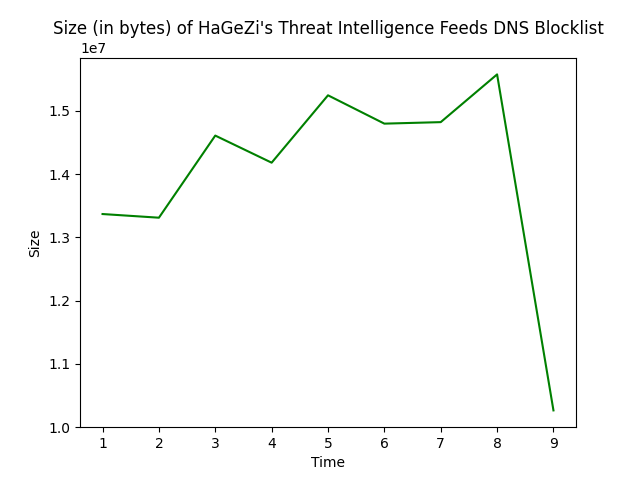 Size (in bytes) of HaGeZi's Threat Intelligence Feeds DNS Blocklist
1e7
1.5
1.4
1.3
1.2
1.1
1.0
Size
1 2 3 4 5 6 7 8 9
Time